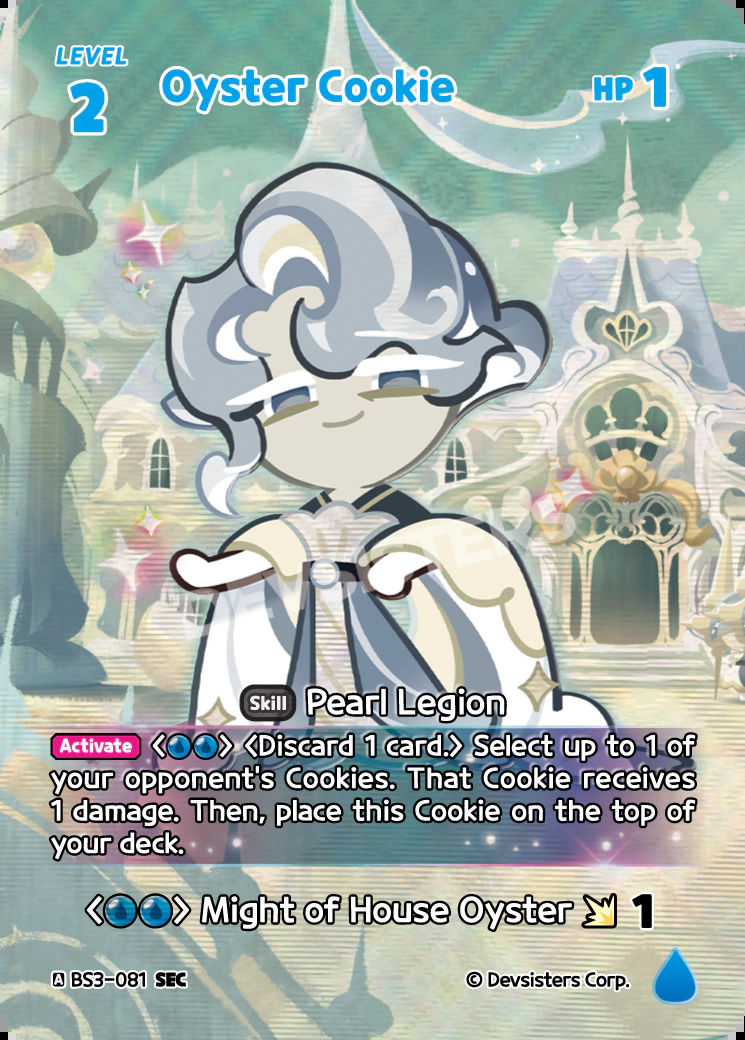 LEVEL
2
Oyster Cookie
HP 1
DEVSISTERS
Skill Pearl Legion
Activate 〈〉 〈Discard 1 card.〉 Select up to 1 of
your opponent's Cookies. That Cookie receives
1 damage. Then, place this Cookie on the top of
your deck.
〈〉 Might of House Oyster 1
A BS3-081 SEC
© Devsisters Corp.